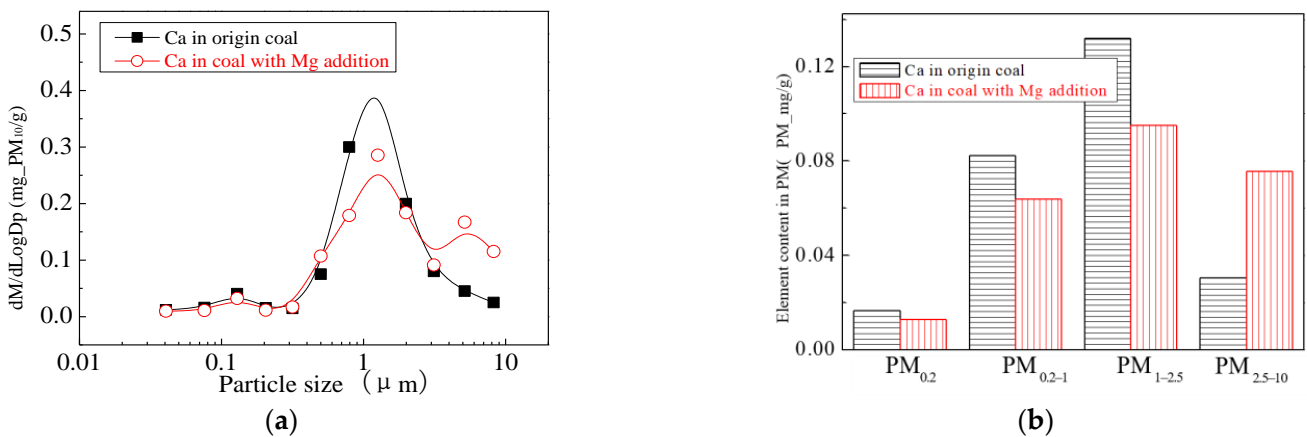 0.5
0.4
0.3
0.2
0.1
0.0
dM/dLogDp (mg_PM₁₀/g)
Ca in origin coal
Ca in coal with Mg addition
0.01
0.1
1
10
Particle size （μ m）
(a)
0.12
0.08
0.04
0.00
Element content in PM( PM_mg/g)
Ca in origin coal
Ca in coal with Mg addition
PM₀.₂
PM₀.₂₋₁
PM₁₋₂.₅
PM₂.₅₋₁₀
(b)